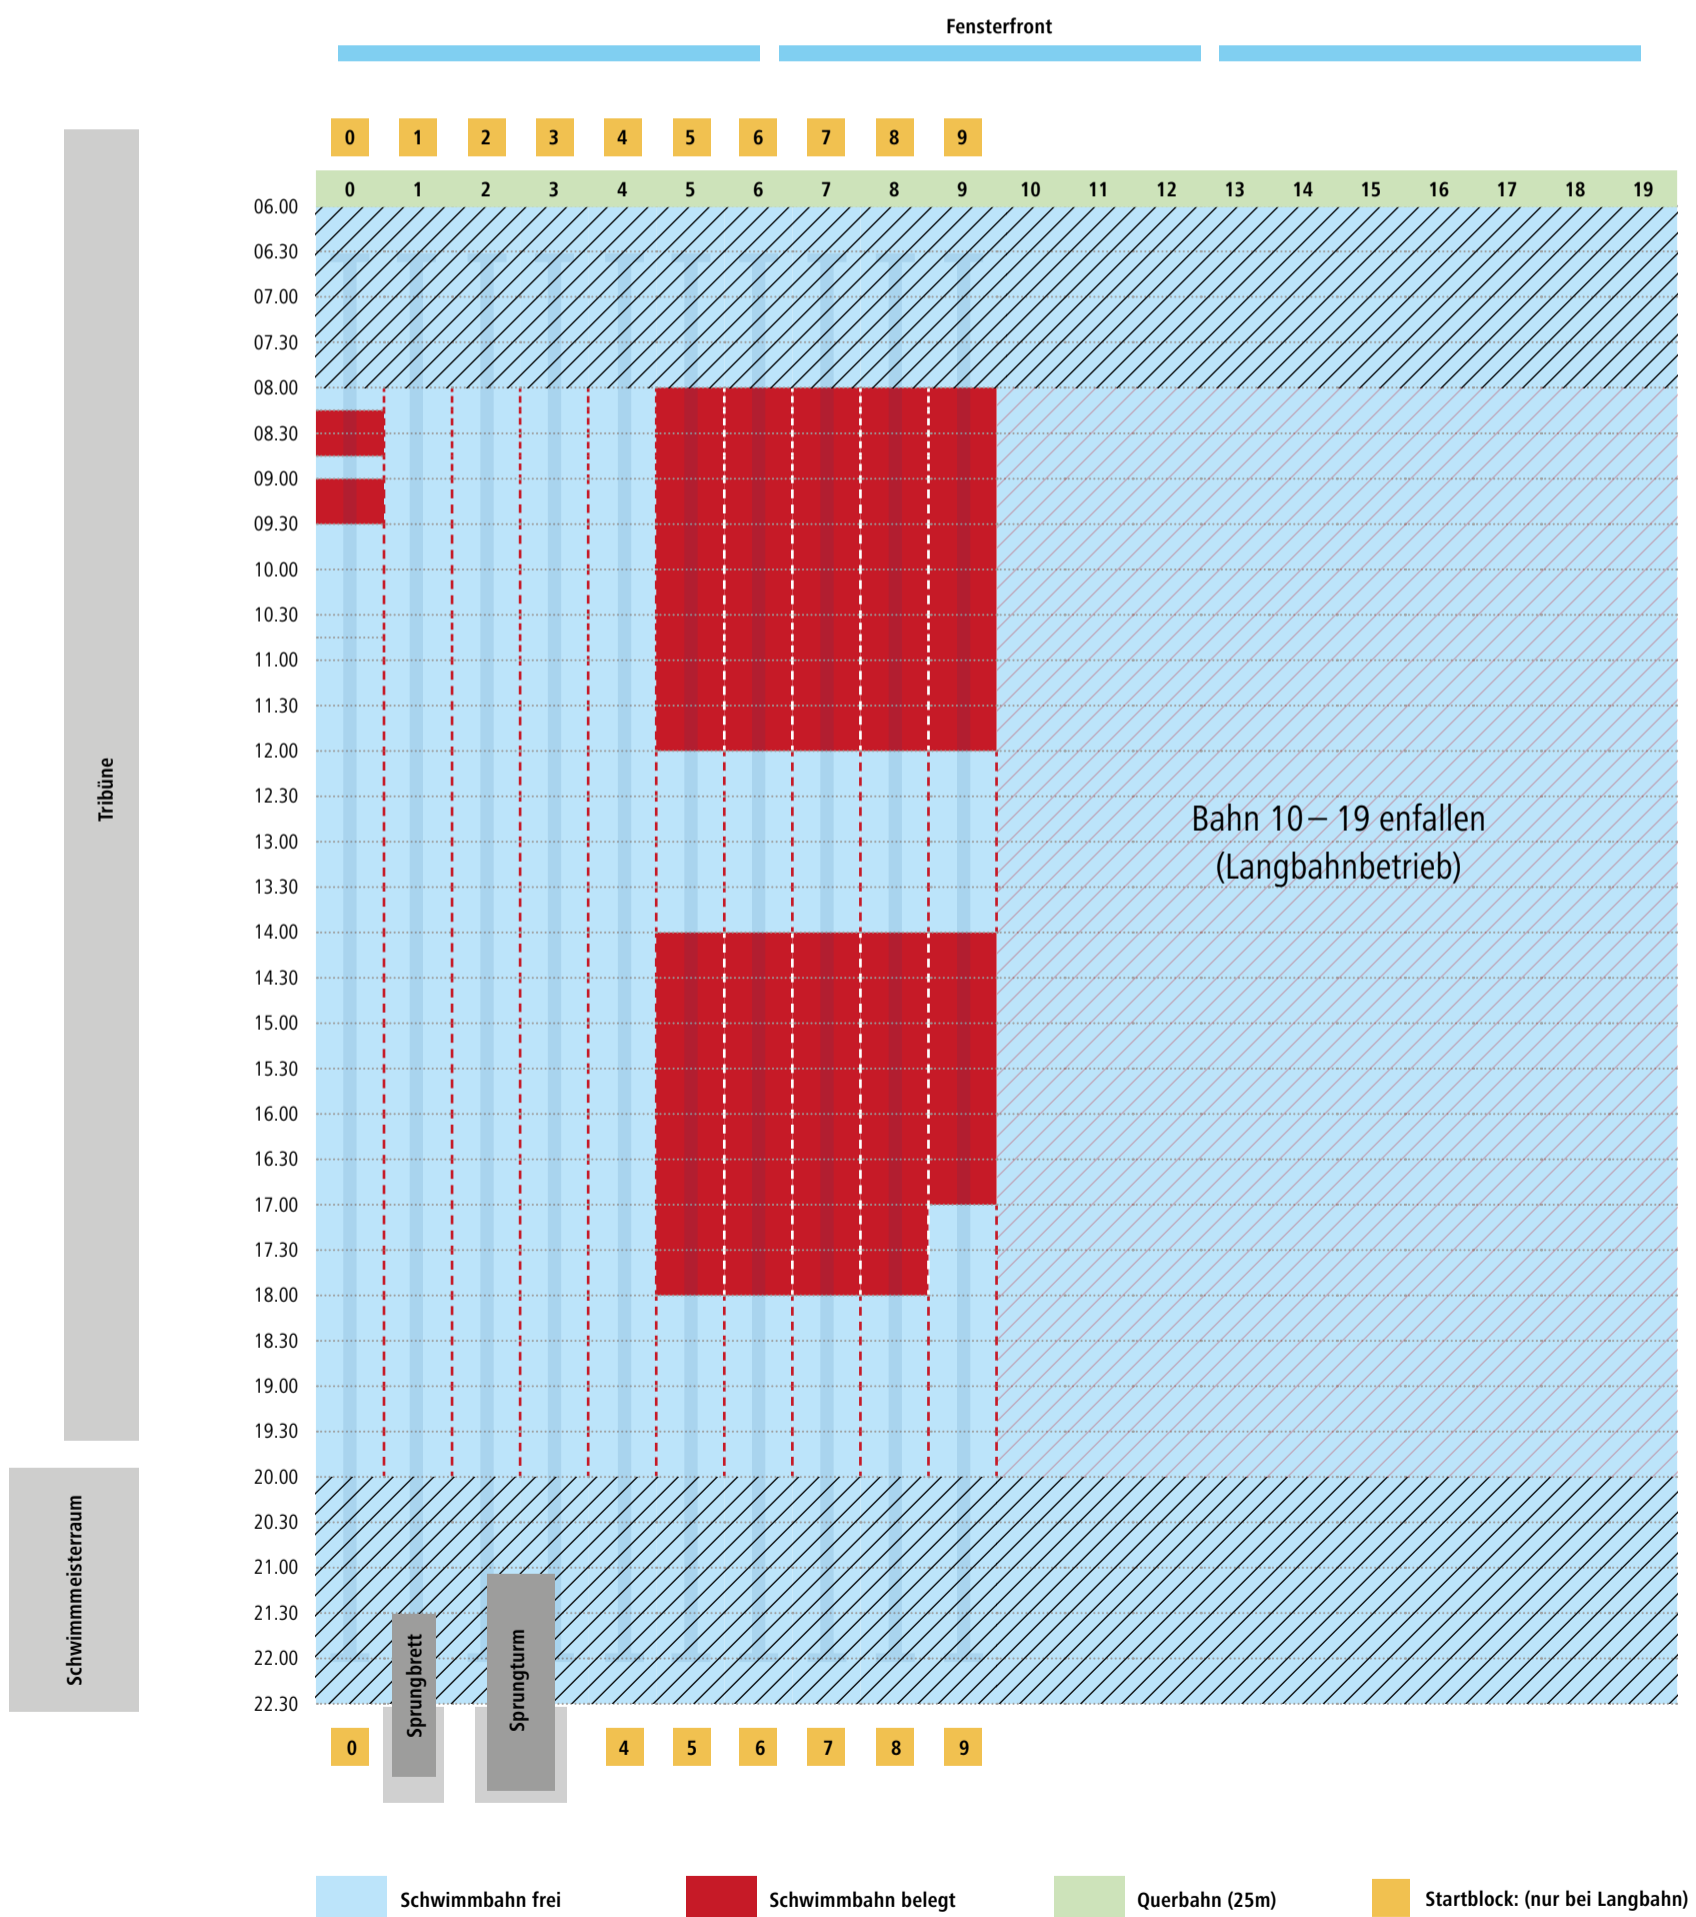 Fensterfront
0 1 2 3 4 5 6 7 8 9
0 1 2 3 4 5 6 7 8 9 10 11 12 13 14 15 16 17 18 19
06.00
06.30
07.00
07.30
08.00
08.30
09.00
09.30
10.00
10.30
11.00
11.30
12.00
12.30
13.00
13.30
14.00
14.30
15.00
15.30
16.00
16.30
17.00
17.30
18.00
18.30
19.00
19.30
20.00
20.30
21.00
21.30
22.00
22.30
Tribüne
Schwimmmeisterraum
Bahn 10 – 19 enfallen
(Langbahnbetrieb)
Sprungbrett
Sprungturm
0 4 5 6 7 8 9
Schwimmbahn frei
Schwimmbahn belegt
Querbahn (25m)
Startblock: (nur bei Langbahn)